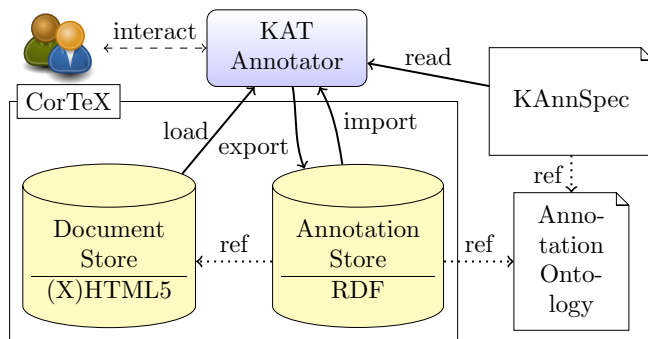 interact
KAT
Annotator
read
KAnnSpec
CorTeX
load
export
import
ref
Document
Store
(X)HTML5
ref
Annotation
Store
RDF
ref
Anno-
tation
Onto-
logy